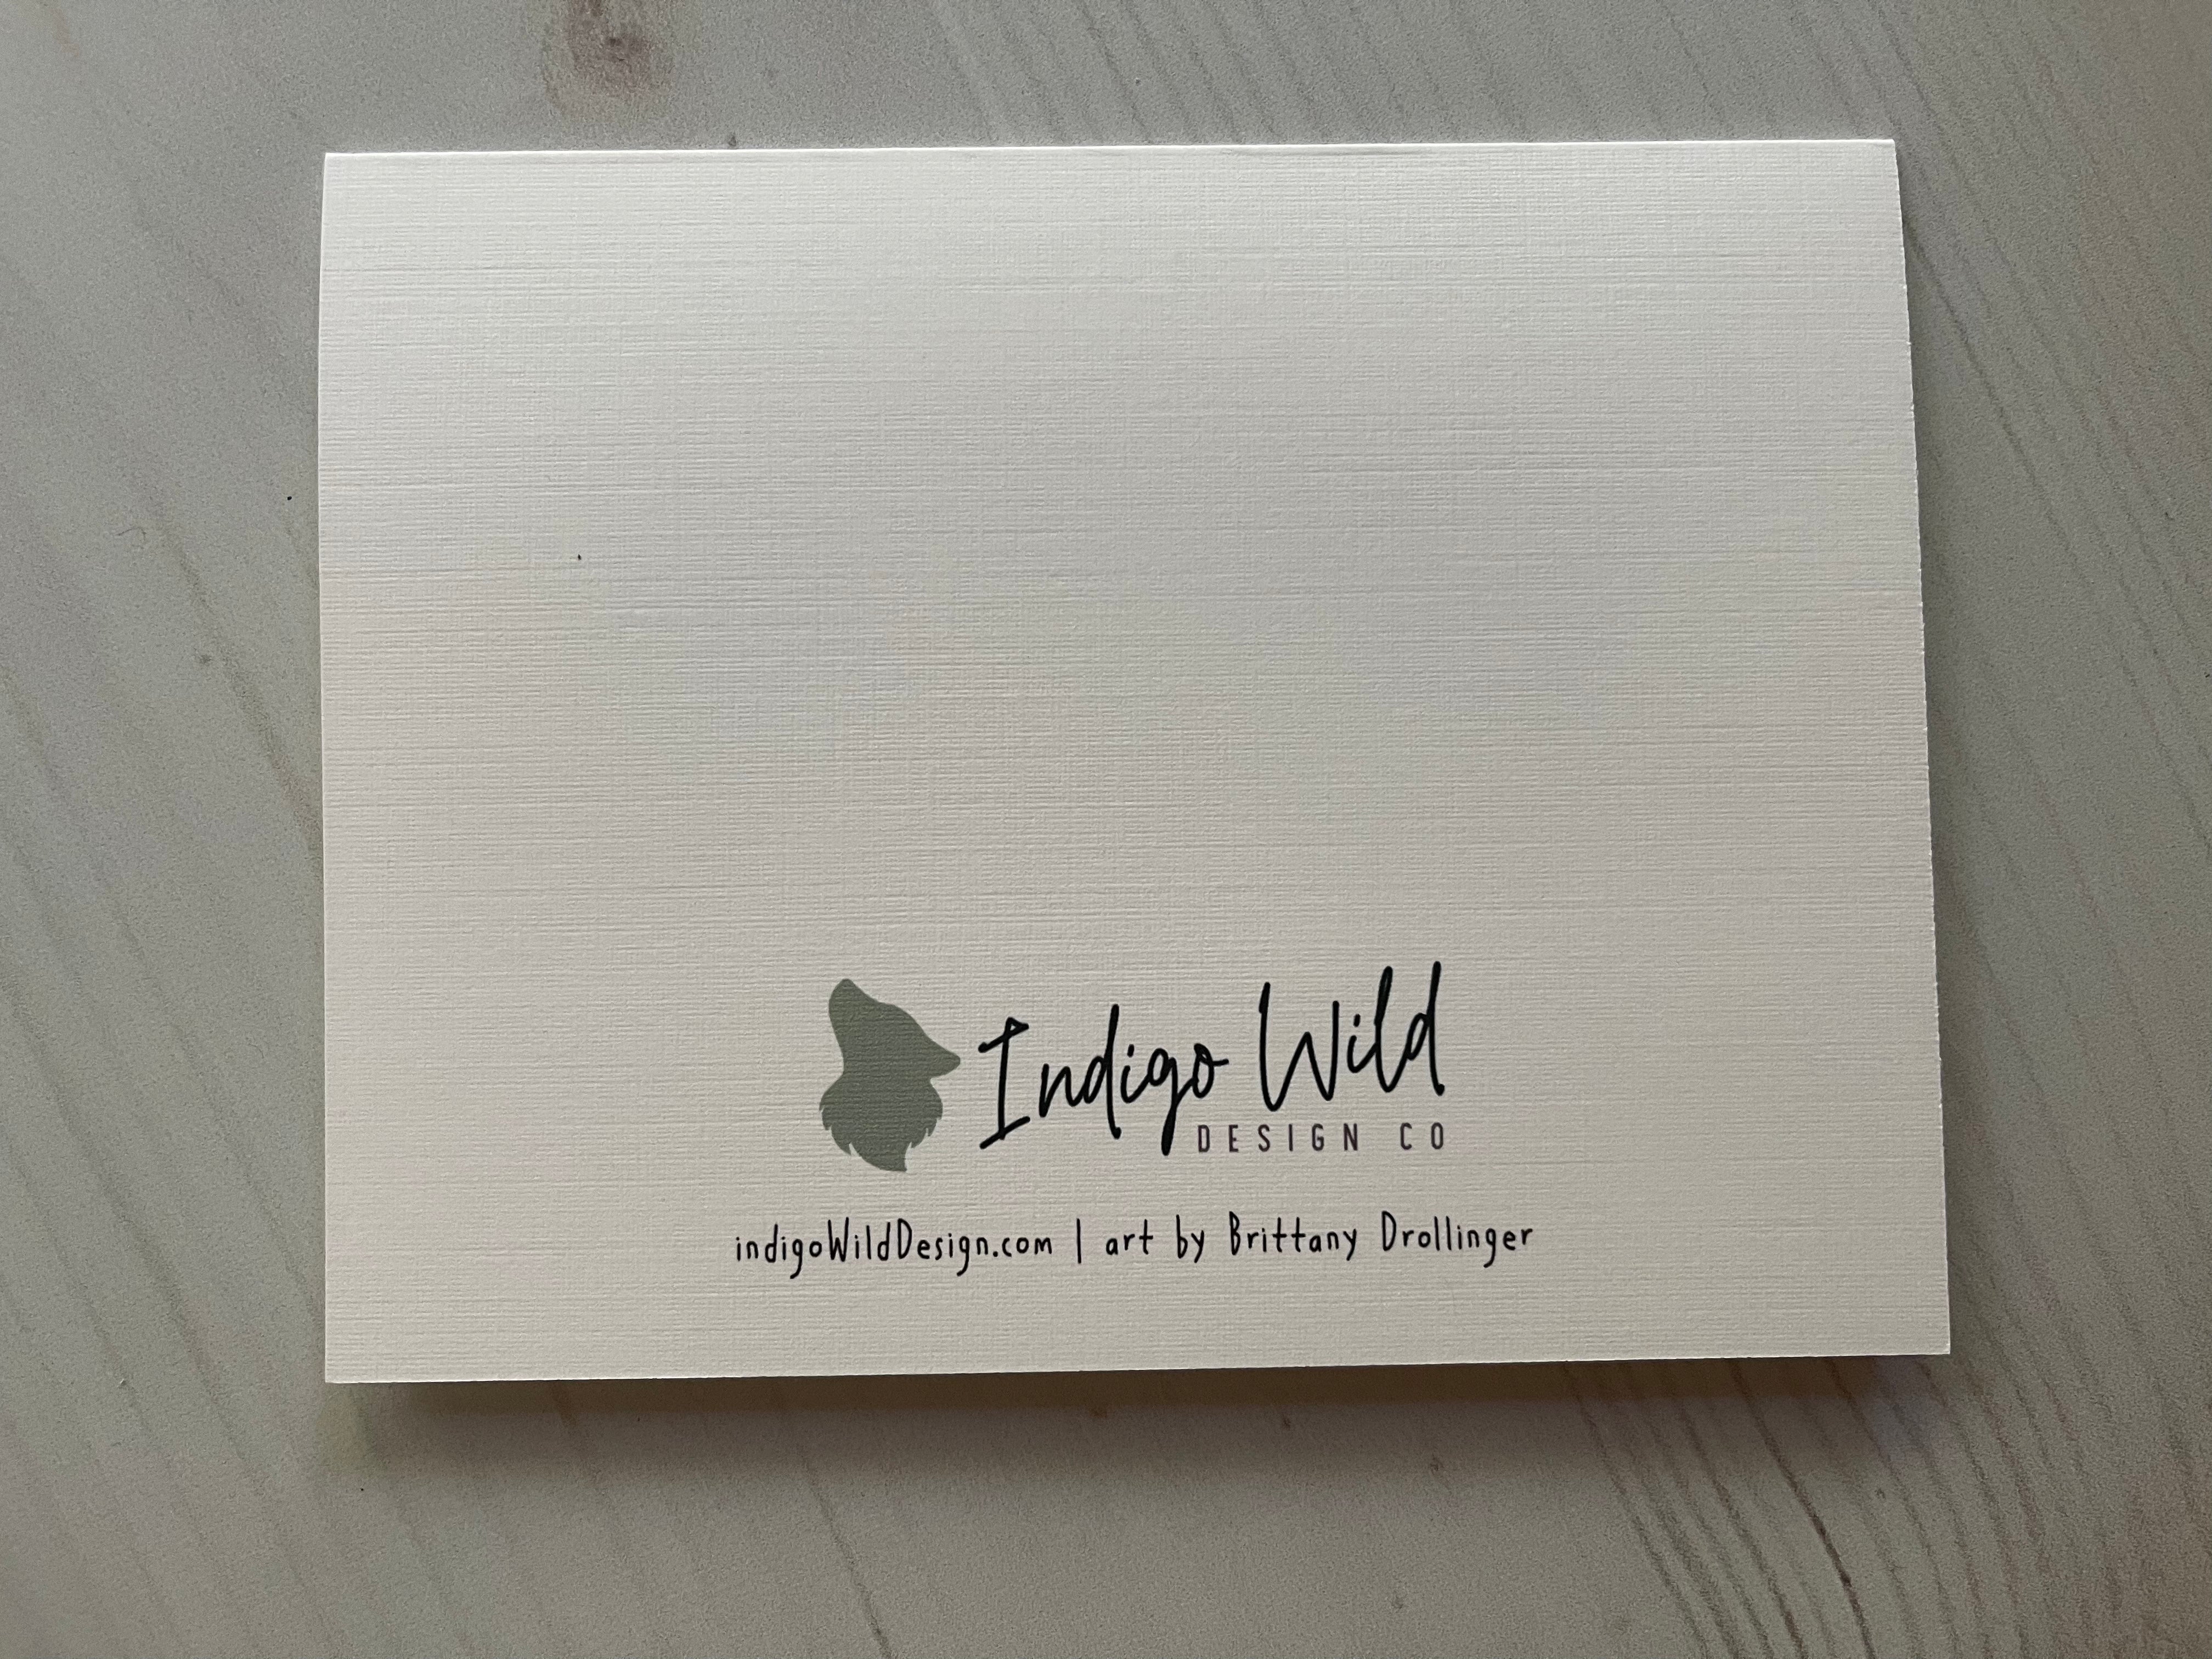 Indigo Wild
DESIGN CO
indigoWildDesign.com | art by Brittany Drollinger